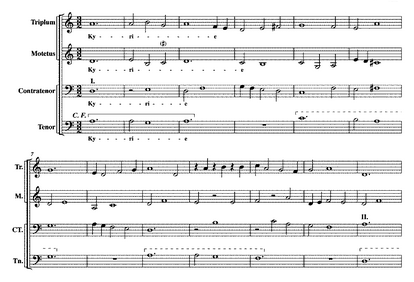 Triplum
Ky - - - - ri - - - - - - e
Motetus
Ky - - - - ri - - - - - - - - e
I.
Contratenor
Ky - - - - ri - - - - e
C. F.
Tenor
Ky - - - - ri - - - - e
7
Tr.
M.
CT.
II.
Tn.